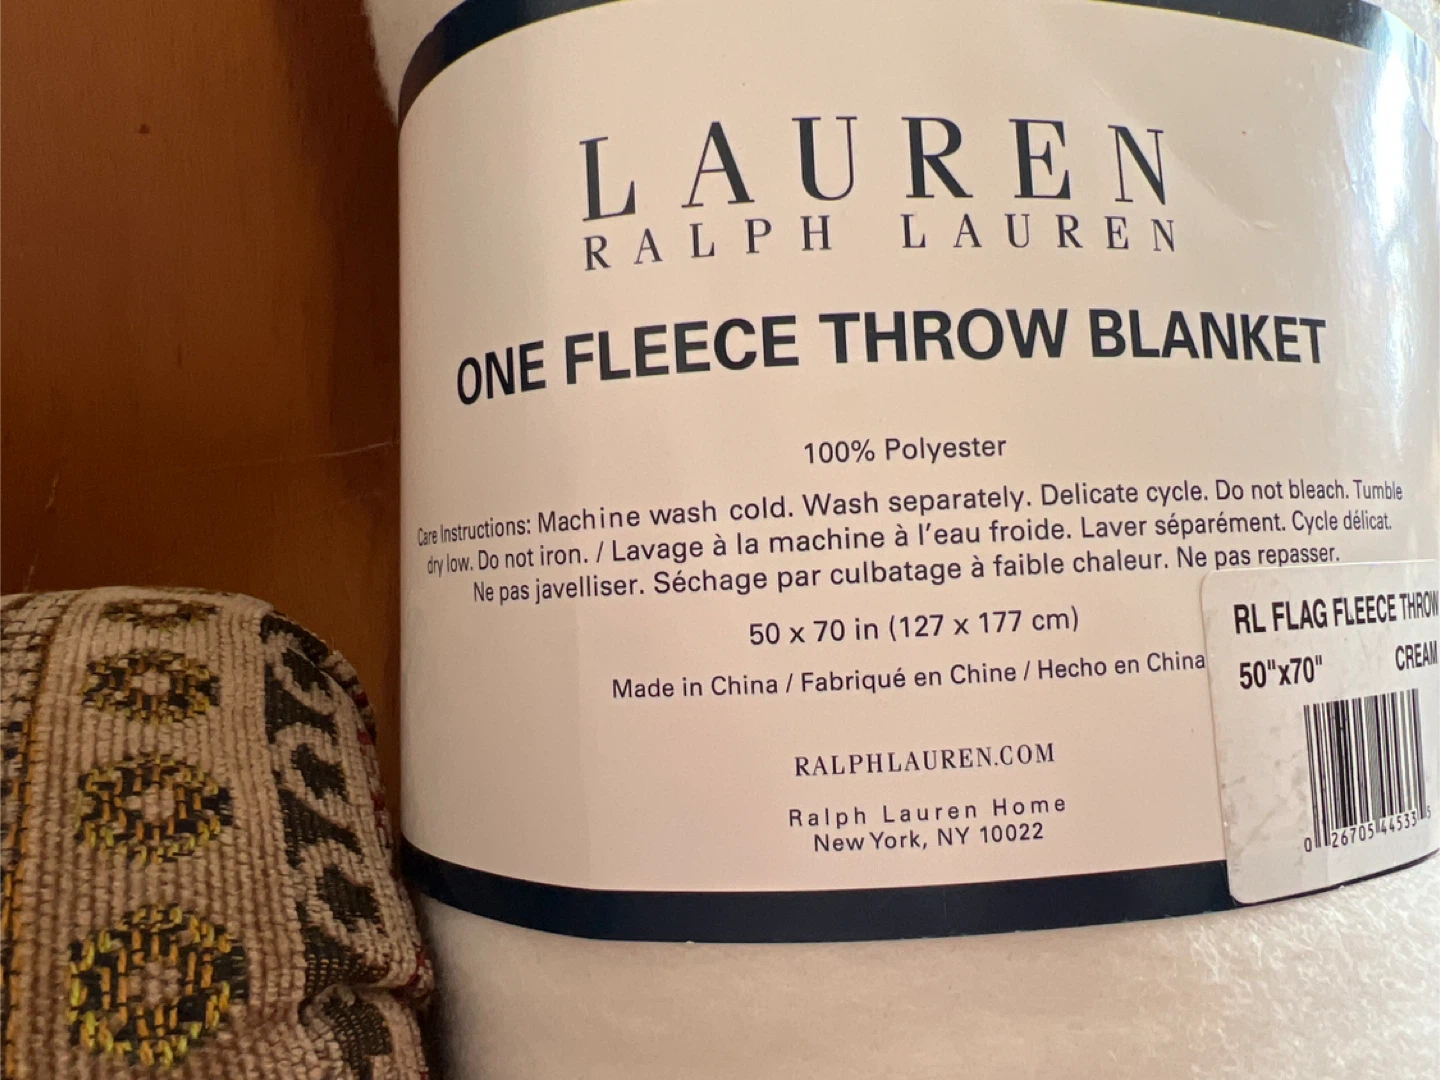 LAUREN
RALPH LAUREN
ONE FLEECE THROW BLANKET
100% Polyester
Care Instructions: Machine wash cold. Wash separately. Delicate cycle. Do not bleach. Tumble
dry low. Do not iron. / Lavage à la machine à l’eau froide. Laver séparément. Cycle délicat.
Ne pas javelliser. Séchage par culbatage à faible chaleur. Ne pas repasser.
50 x 70 in (127 x 177 cm)
Made in China / Fabriqué en Chine / Hecho en China
RALPHLAUREN.COM
Ralph Lauren Home
New York, NY 10022
RL FLAG FLEECE THROW
50"x70" CREAM
0 26705 44533 5